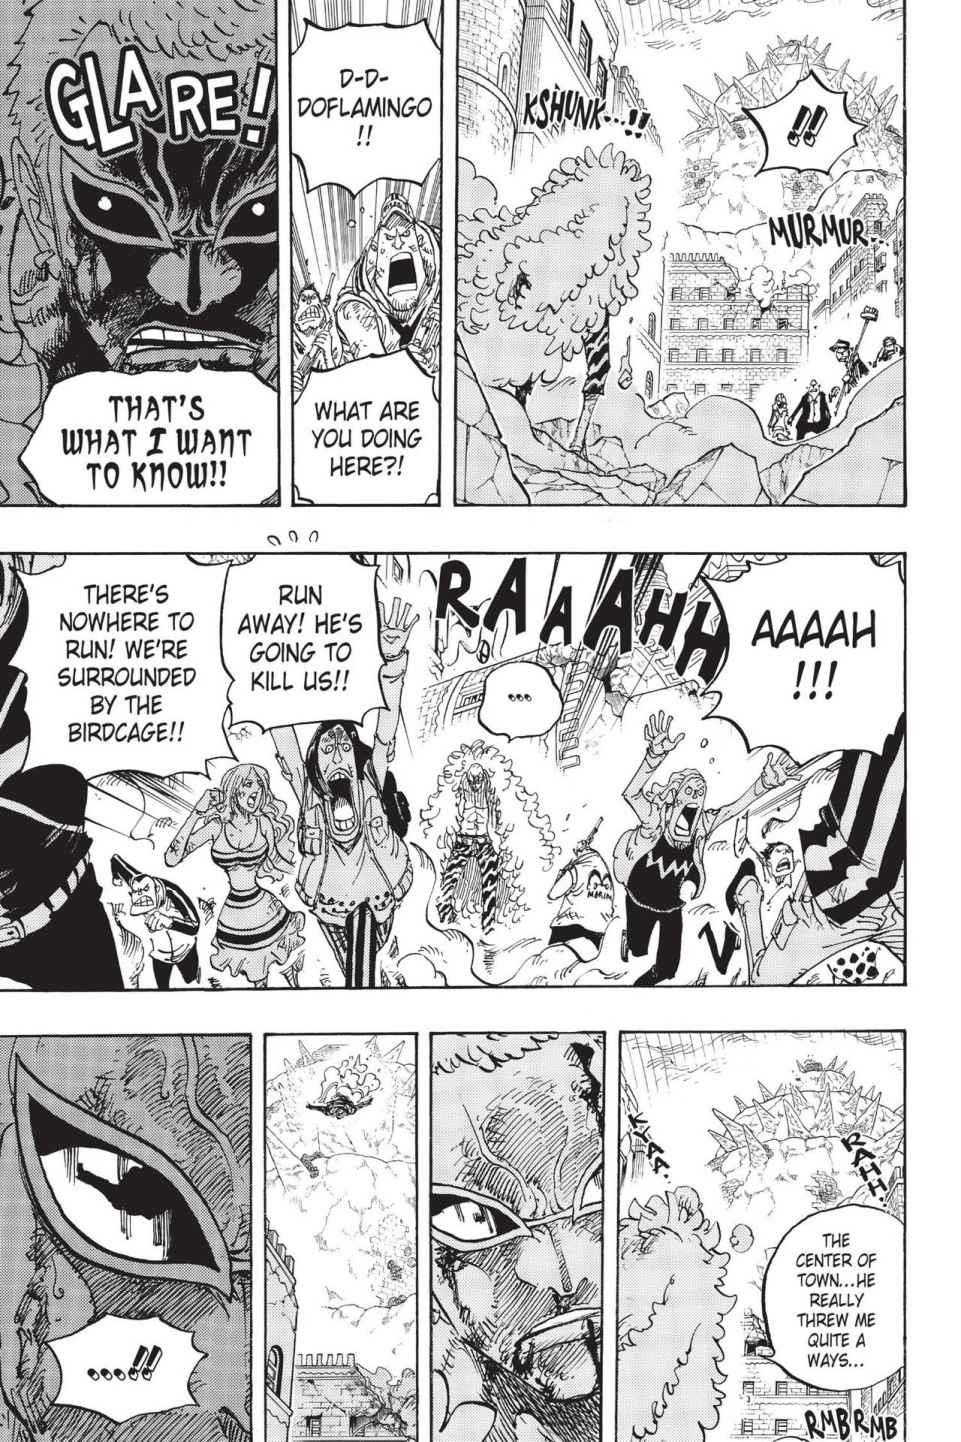 !!
KSHUNK...!!
MURMUR...
D-D-
DOFLAMINGO
!!
WHAT ARE
YOU DOING
HERE?!
GLARE!
THAT'S
WHAT I WANT
TO KNOW!!
AAAAH
!!!
RAAAHH
...
RUN
AWAY! HE'S
GOING TO
KILL US!!
THERE'S
NOWHERE TO
RUN! WE'RE
SURROUNDED
BY THE
BIRDCAGE!!
MARINE
RAHH..
KYAA..
THE
CENTER OF
TOWN...HE
REALLY
THREW ME
QUITE A
WAYS...
RMBRMB
...!!